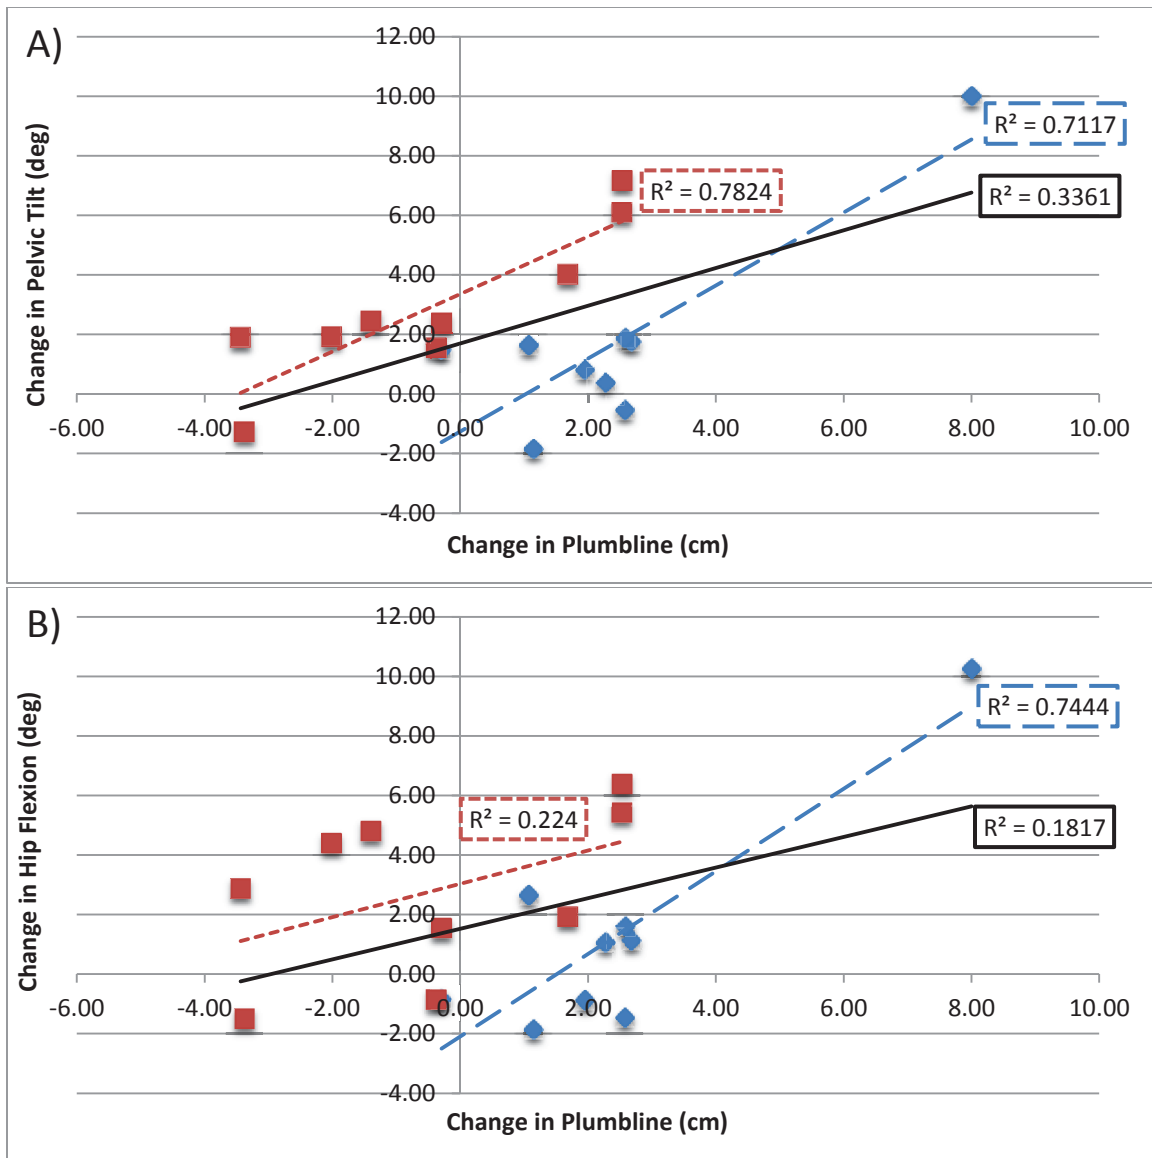 A)
12.00
10.00
8.00
6.00
4.00
2.00
0.00
-2.00
-4.00
-6.00 -4.00 -2.00 0.00 2.00 4.00 6.00 8.00 10.00
Change in Pelvic Tilt (deg)
Change in Plumbline (cm)
R² = 0.7117
R² = 0.7824
R² = 0.3361
B)
12.00
10.00
8.00
6.00
4.00
2.00
0.00
-2.00
-4.00
-6.00 -4.00 -2.00 0.00 2.00 4.00 6.00 8.00 10.00
Change in Hip Flexion (deg)
Change in Plumbline (cm)
R² = 0.7444
R² = 0.224
R² = 0.1817